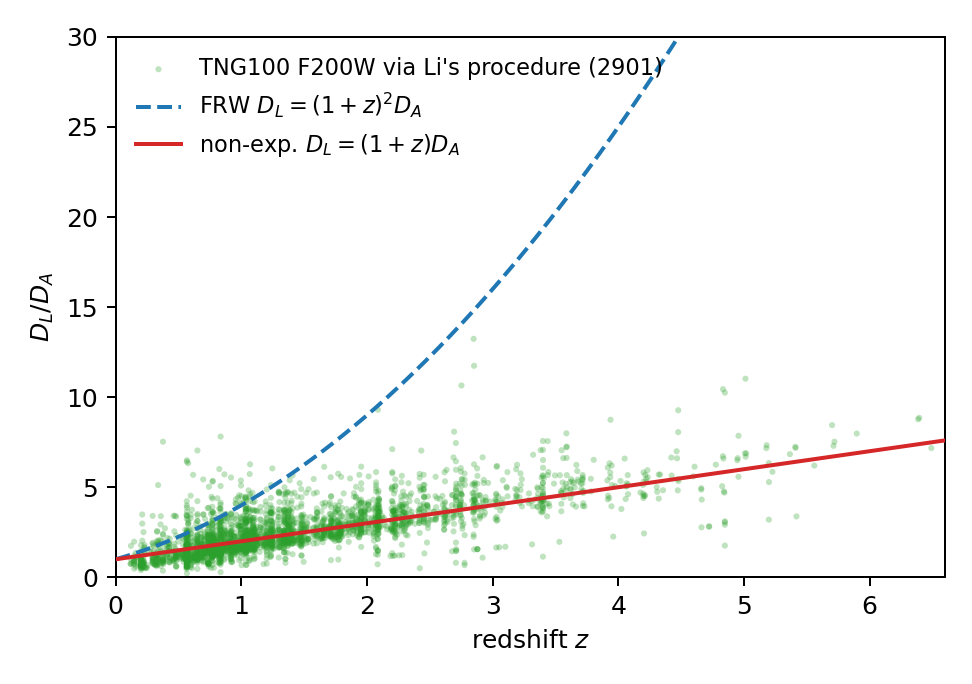 TNG100 F200W via Li's procedure (2901)
FRW $D_L = (1+z)^2 D_A$
non-exp. $D_L = (1+z)D_A$
30
25
20
15
10
5
0
$D_L/D_A$
0 1 2 3 4 5 6
redshift $z$